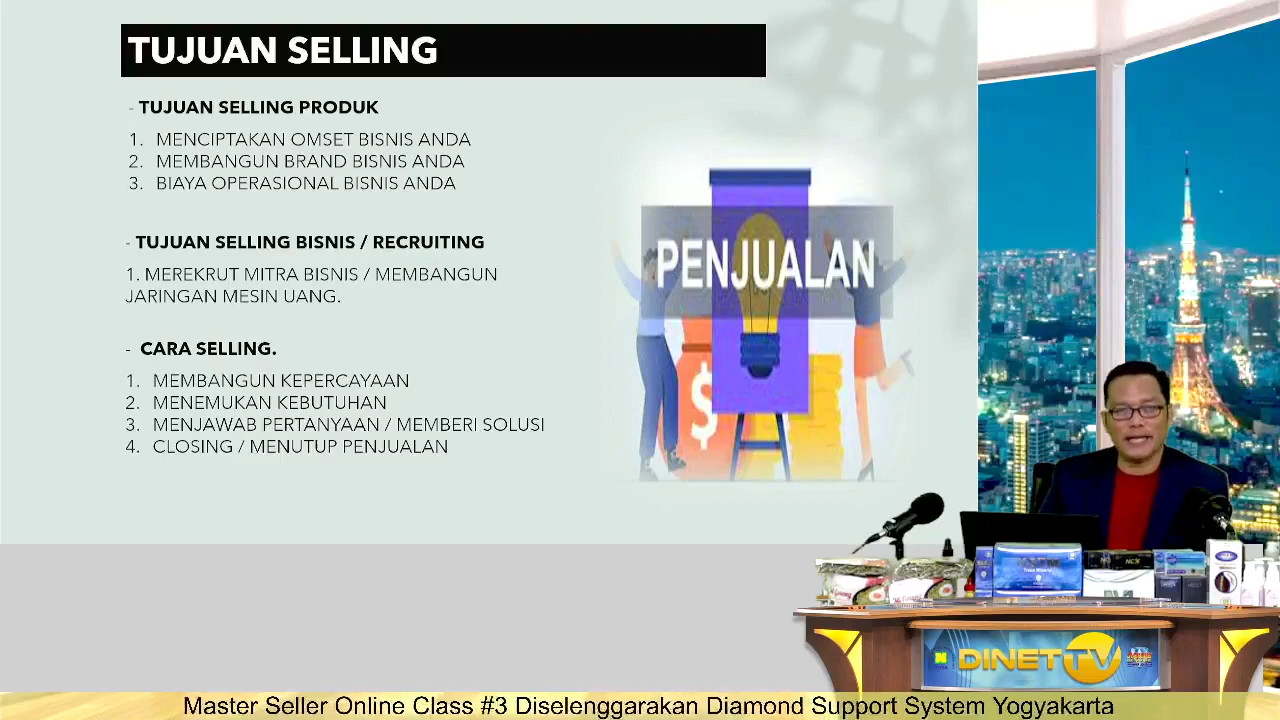 TUJUAN SELLING
- TUJUAN SELLING PRODUK
1. MENCIPTAKAN OMSET BISNIS ANDA
2. MEMBANGUN BRAND BISNIS ANDA
3. BIAYA OPERASIONAL BISNIS ANDA
- TUJUAN SELLING BISNIS / RECRUITING
1. MEREKRUT MITRA BISNIS / MEMBANGUN
JARINGAN MESIN UANG.
- CARA SELLING.
1. MEMBANGUN KEPERCAYAAN
2. MENEMUKAN KEBUTUHAN
3. MENJAWAB PERTANYAAN / MEMBERI SOLUSI
4. CLOSING / MENUTUP PENJUALAN
PENJUALAN
$
DINET TV
Master Seller Online Class #3 Diselenggarakan Diamond Support System Yogyakarta